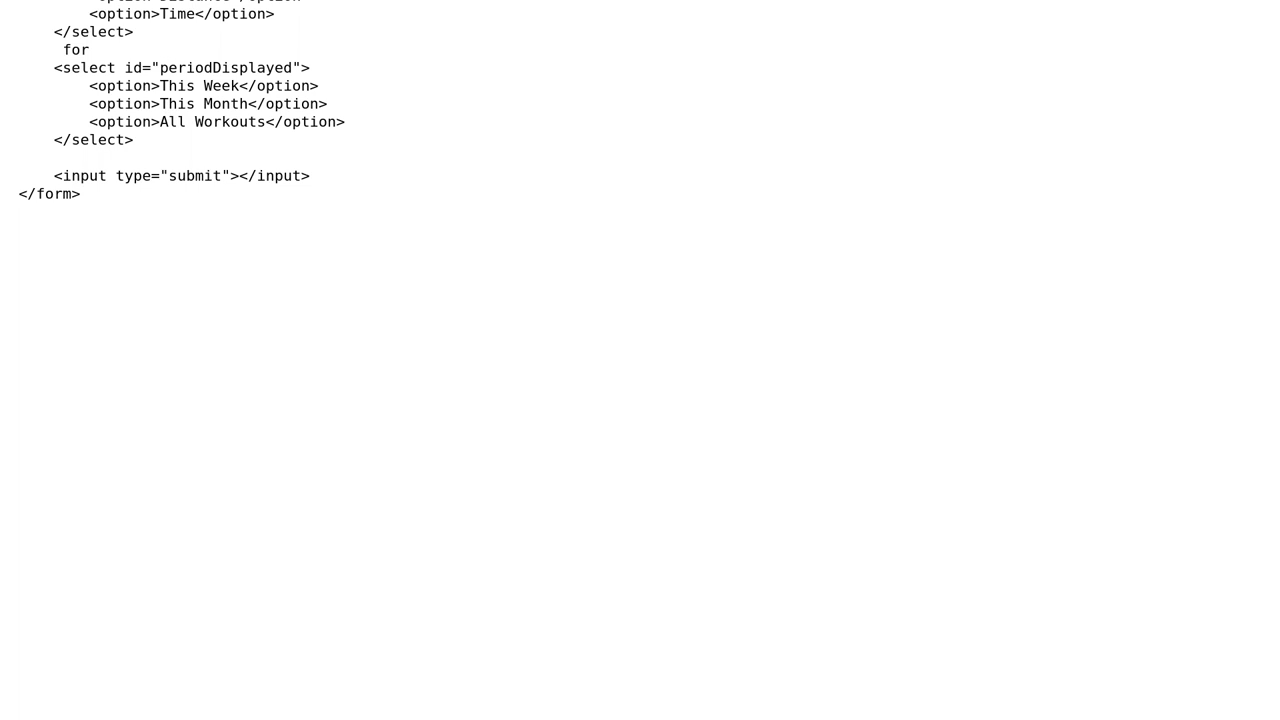 <option>Time</option>
    </select>
     for
    <select id="periodDisplayed">
        <option>This Week</option>
        <option>This Month</option>
        <option>All Workouts</option>
    </select>

    <input type="submit"></input>
</form>